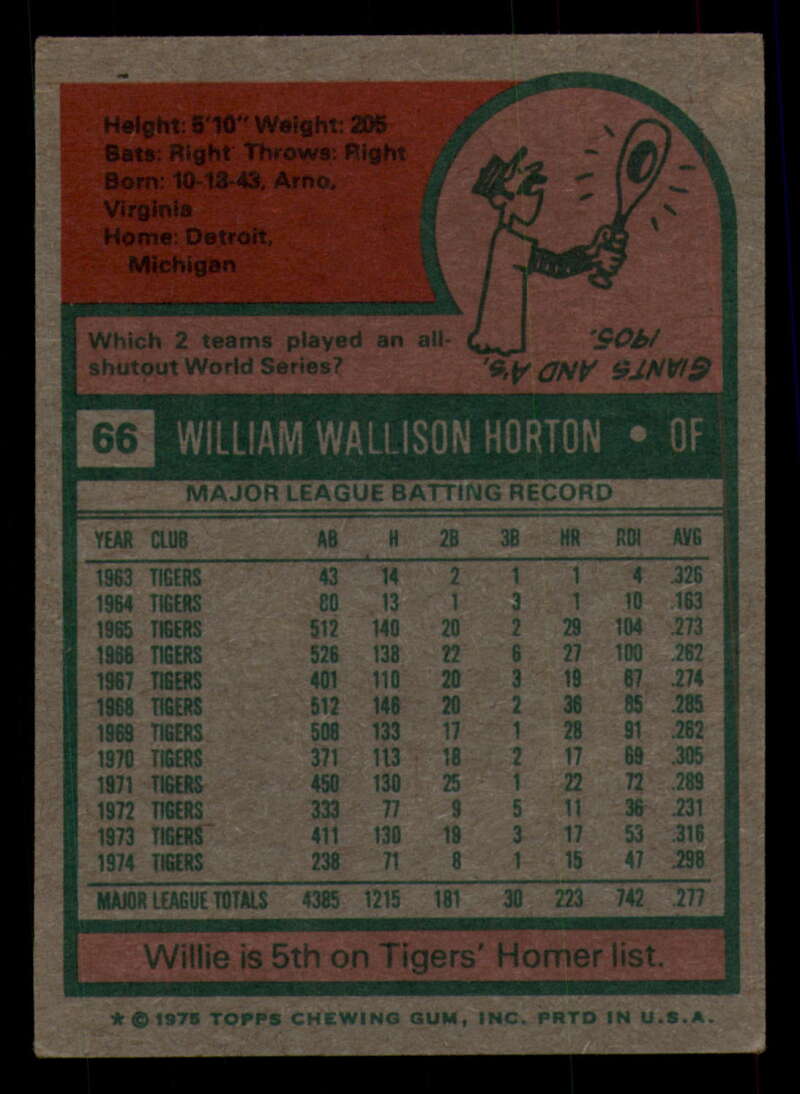 Height: 5'10" Weight: 205
Bats: Right Throws: Right
Born: 10-18-43, Arno,
Virginia
Home: Detroit,
Michigan
Which 2 teams played an all-
shutout World Series?
GIANTS AND A'S,
1905.
66 WILLIAM WALLISON HORTON • OF
MAJOR LEAGUE BATTING RECORD
YEAR CLUB AB H 2B 3B HR RBI AVG
1963 TIGERS 43 14 2 1 1 4 .326
1964 TIGERS 80 13 1 3 1 10 .163
1965 TIGERS 512 140 20 2 29 104 .273
1966 TIGERS 526 138 22 6 27 100 .262
1967 TIGERS 401 110 20 3 19 67 .274
1968 TIGERS 512 146 20 2 36 85 .285
1969 TIGERS 508 133 17 1 28 91 .262
1970 TIGERS 371 113 18 2 17 69 .305
1971 TIGERS 450 130 25 1 22 72 .289
1972 TIGERS 333 77 9 5 11 36 .231
1973 TIGERS 411 130 19 3 17 53 .316
1974 TIGERS 238 71 8 1 15 47 .298
MAJOR LEAGUE TOTALS 4385 1215 181 30 223 742 .277
Willie is 5th on Tigers' Homer list.
* © 1975 TOPPS CHEWING GUM, INC. PRTD IN U.S.A.